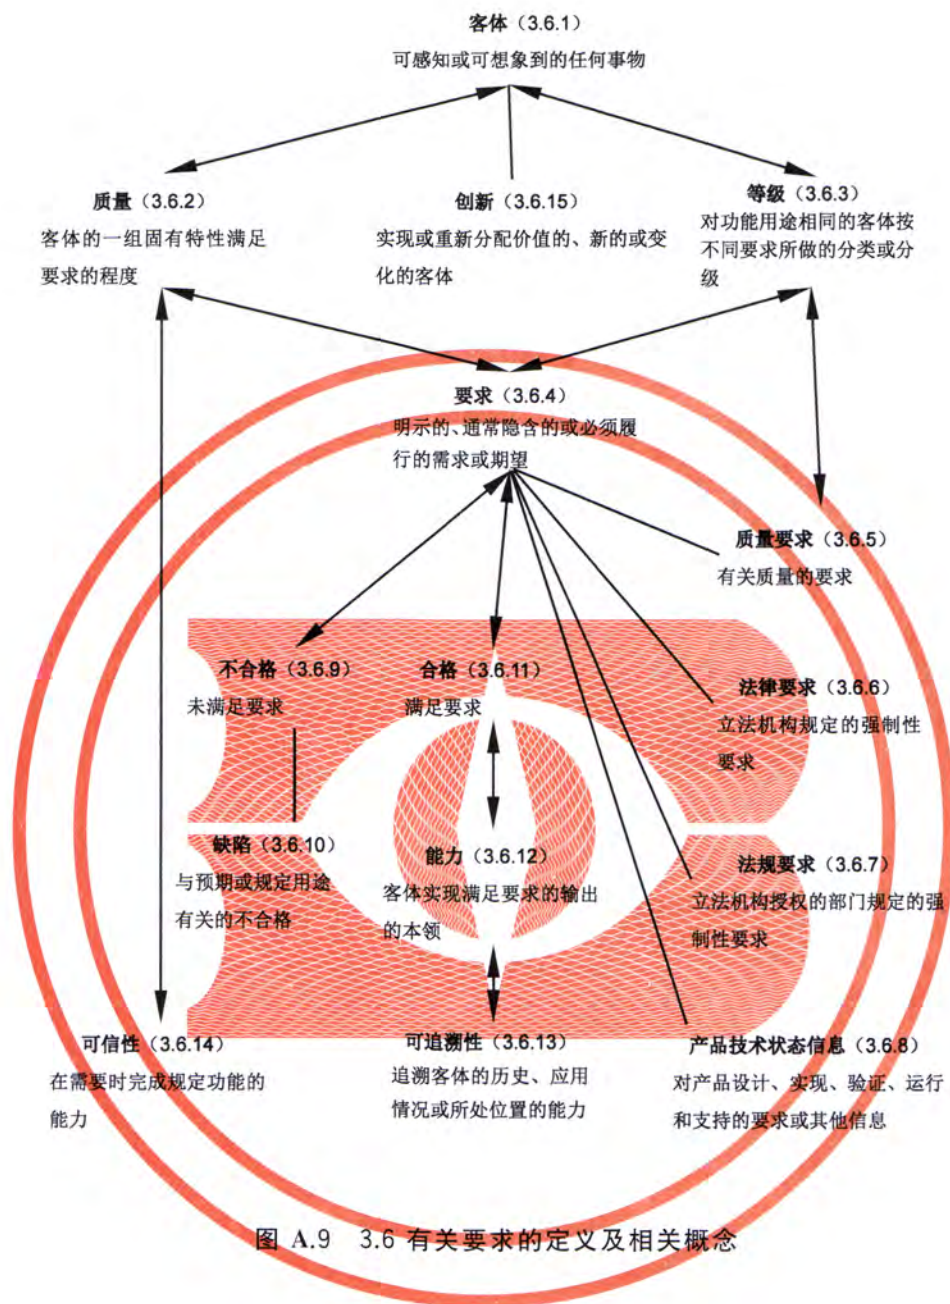 客体（3.6.1）
可感知或可想象到的任何事物
质量（3.6.2）
客体的一组固有特性满足
要求的程度
创新（3.6.15）
实现或重新分配价值的、新的或变
化的客体
等级（3.6.3）
对功能用途相同的客体按
不同要求所做的分类或分
级
要求（3.6.4）
明示的、通常隐含的或必须履
行的需求或期望
质量要求（3.6.5）
有关质量的要求
不合格（3.6.9）
未满足要求
合格（3.6.11）
满足要求
法律要求（3.6.6）
立法机构规定的强制性
要求
缺陷（3.6.10）
与预期或规定用途
有关的不合格
能力（3.6.12）
客体实现满足要求的输出
的本领
法规要求（3.6.7）
立法机构授权的部门规定的强
制性要求
可信性（3.6.14）
在需要时完成规定功能的
能力
可追溯性（3.6.13）
追溯客体的历史、应用
情况或所处位置的能力
产品技术状态信息（3.6.8）
对产品设计、实现、验证、运行
和支持的要求或其他信息
图 A.9 3.6 有关要求的定义及相关概念